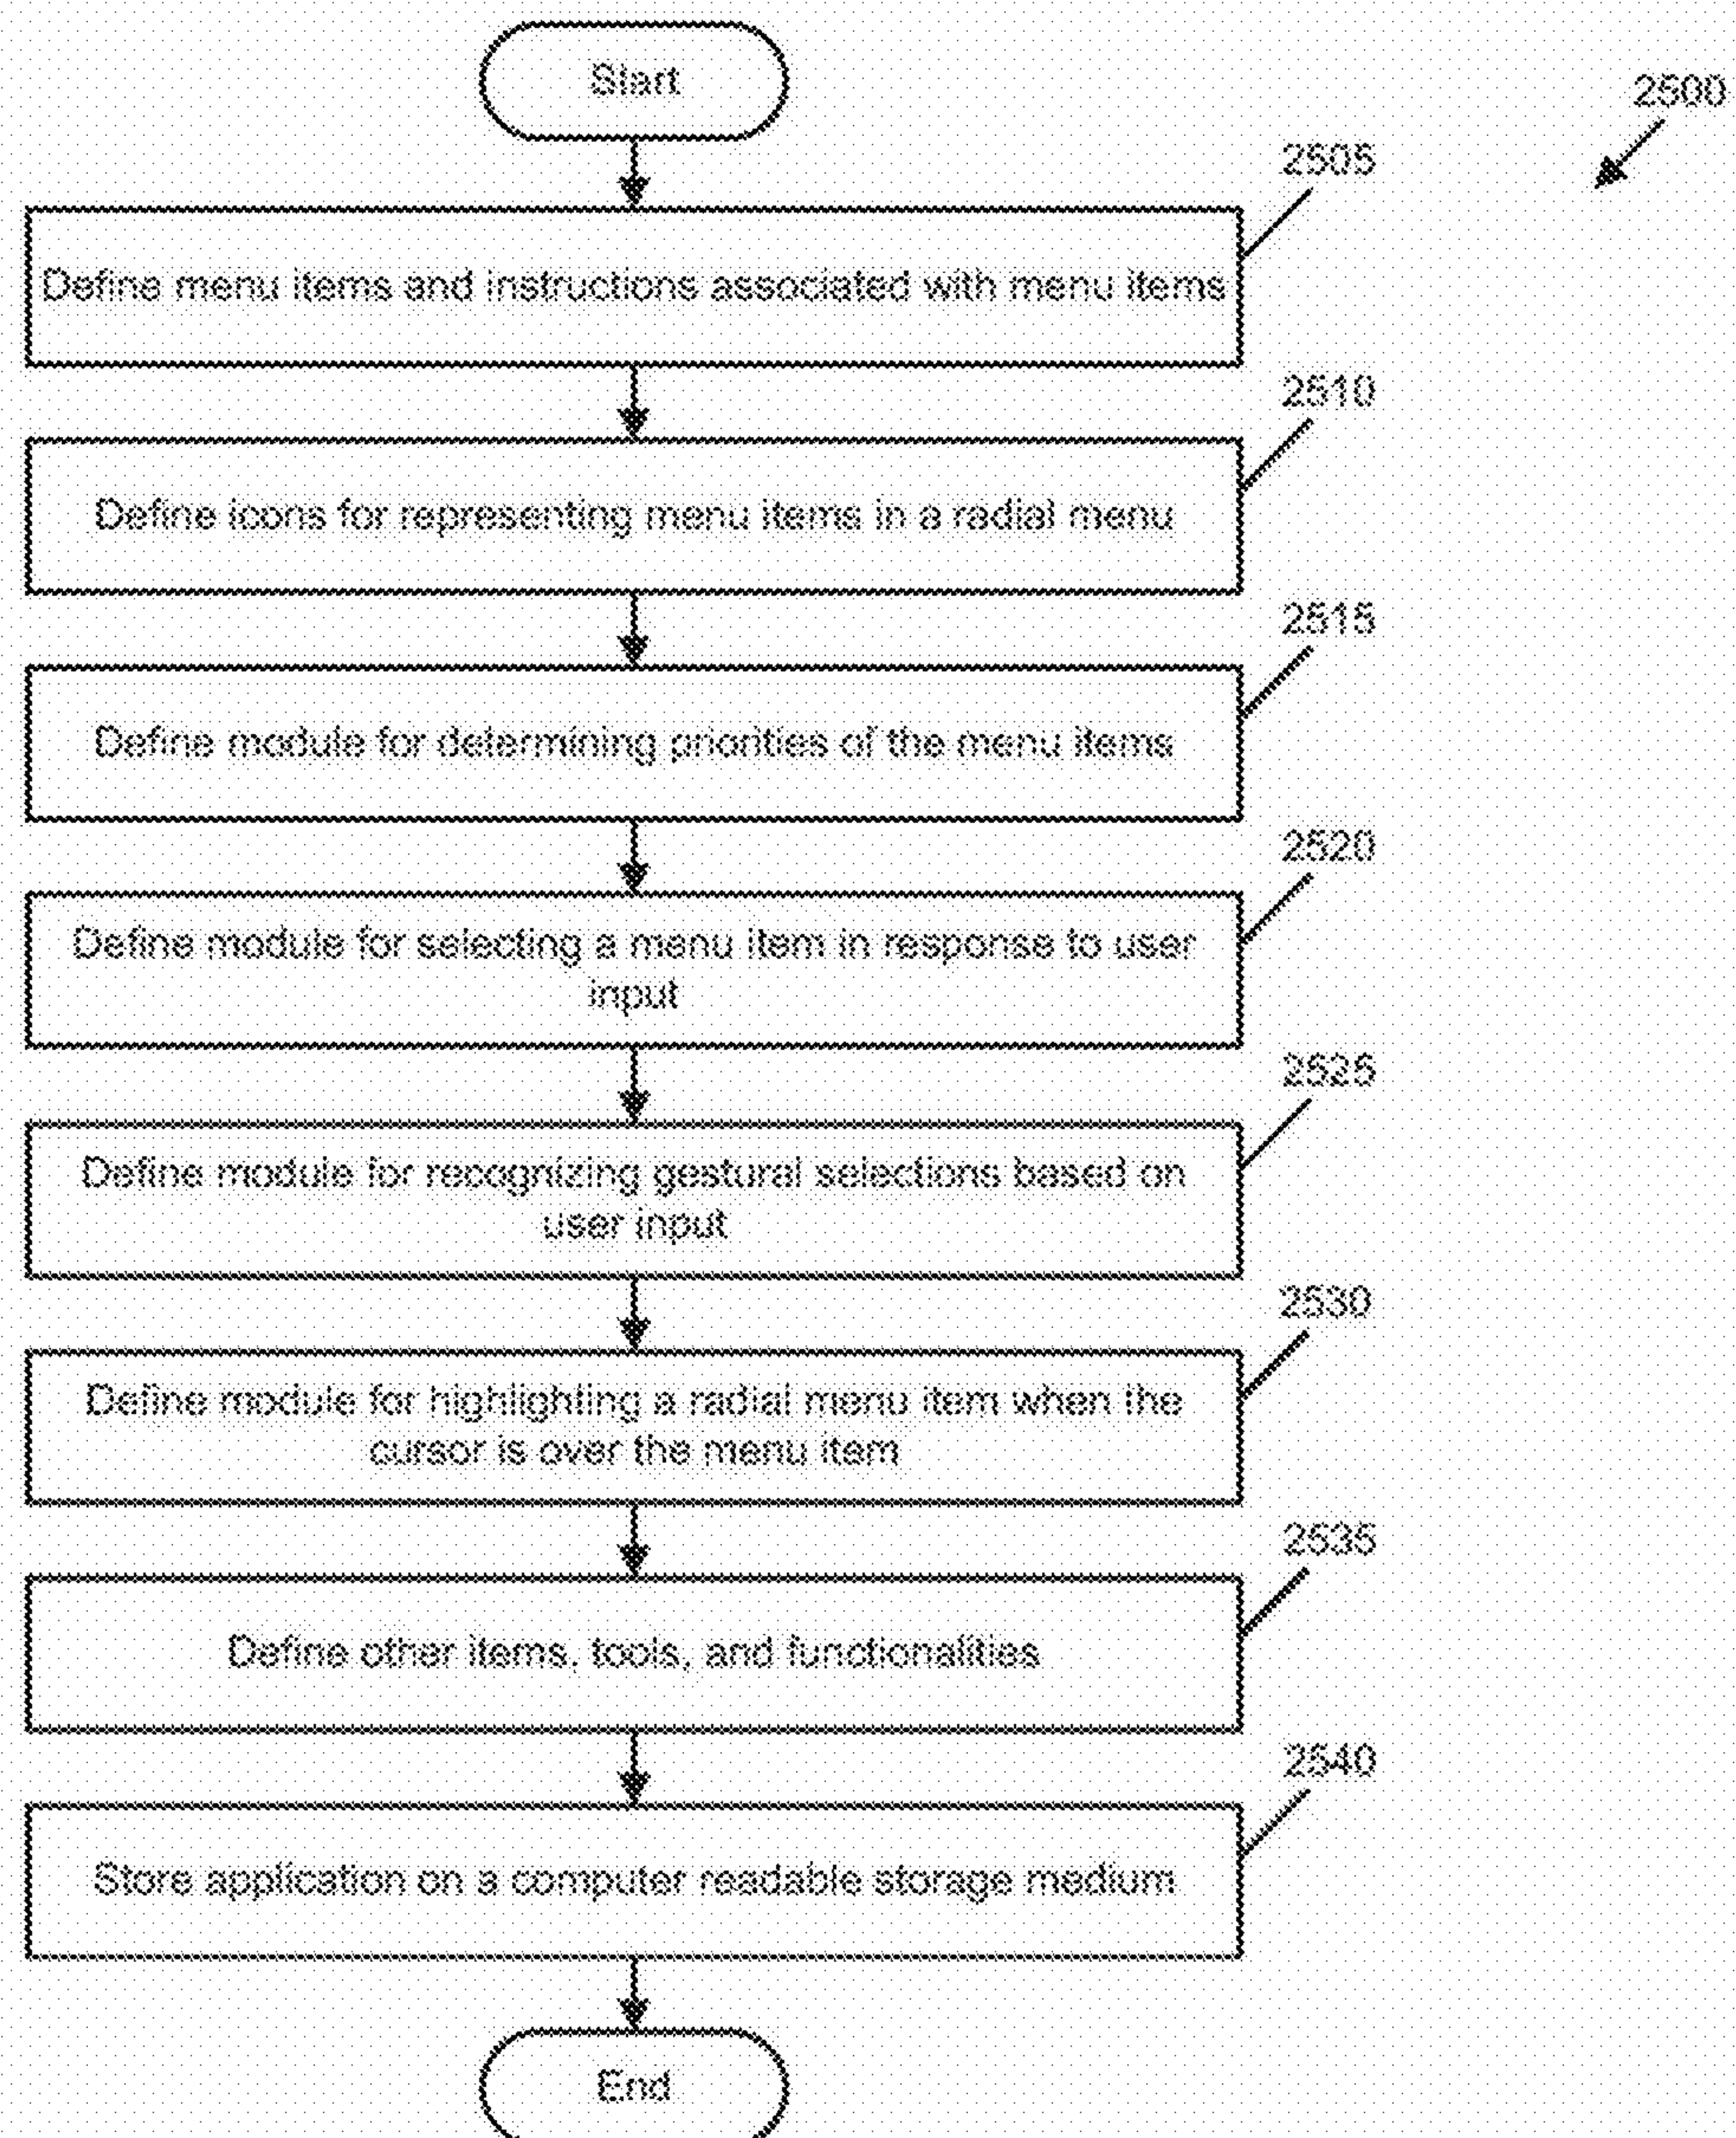 Start
2500
2505
Define menu items and instructions associated with menu items
2510
Define icons for representing menu items in a radial menu
2515
Define module for determining priorities of the menu items
2520
Define module for selecting a menu item in response to user
input
2525
Define module for recognizing gestural selections based on
user input
2530
Define module for highlighting a radial menu item when the
cursor is over the menu item
2535
Define other items, tools, and functionalities
2540
Store application on a computer readable storage medium
End